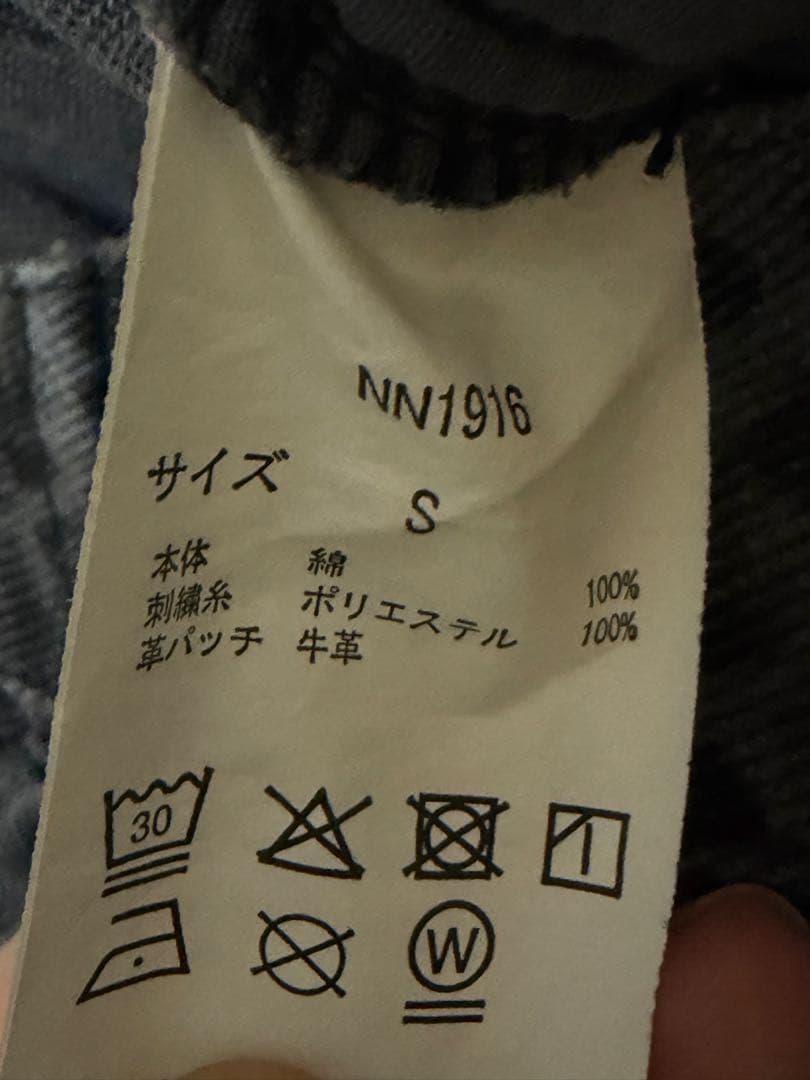 NN1916
サイズ S
本体 綿 100%
刺繍糸 ポリエステル 100%
革パッチ 牛革
30
W